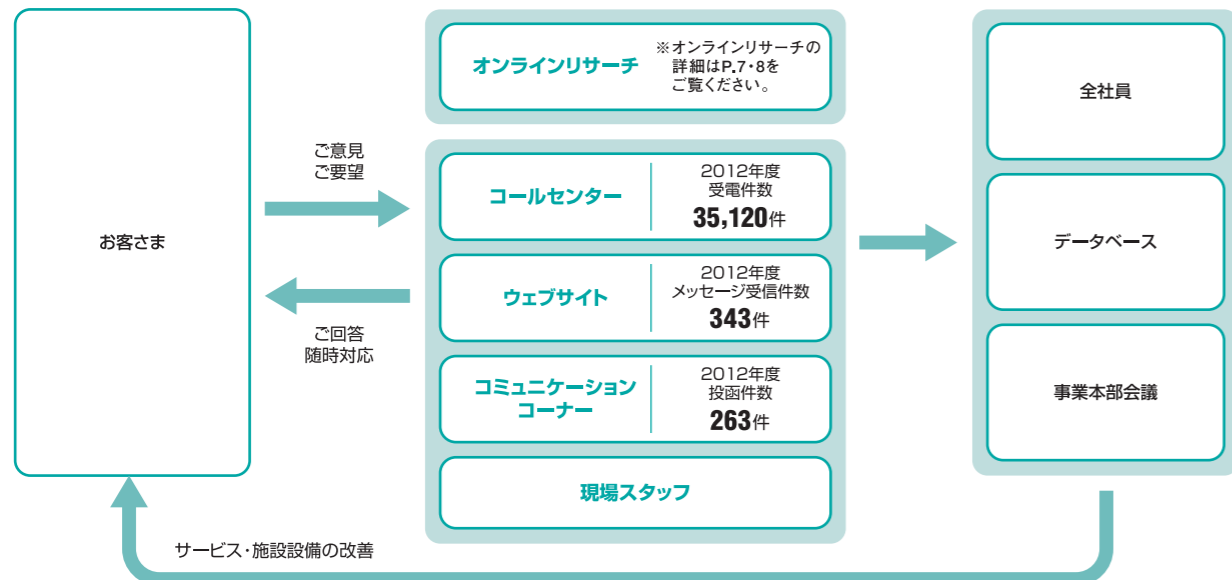 お客さま
ご意見
ご要望
ご回答
随時対応
オンラインリサーチ
※オンラインリサーチの
詳細はP.7・8を
ご覧ください。
コールセンター
2012年度
受電件数
35,120件
ウェブサイト
2012年度
メッセージ受信件数
343件
コミュニケーション
コーナー
2012年度
投函件数
263件
現場スタッフ
全社員
データベース
事業本部会議
サービス・施設設備の改善